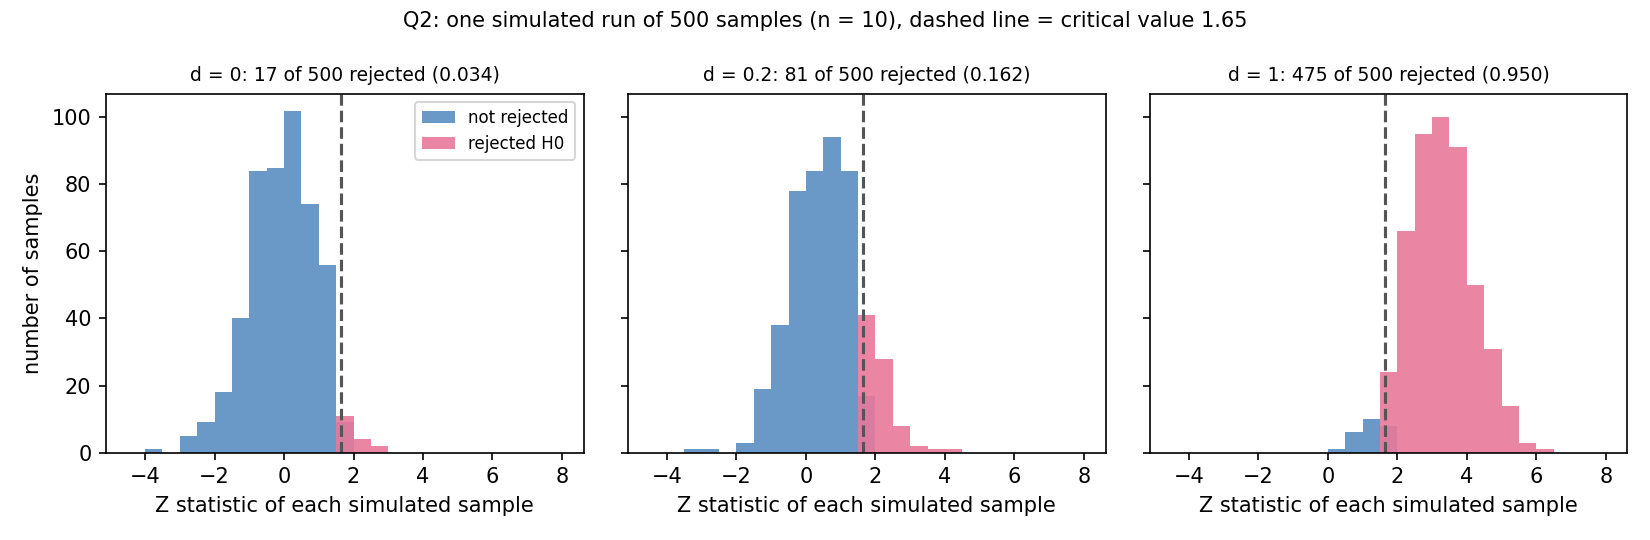 Q2: one simulated run of 500 samples (n = 10), dashed line = critical value 1.65
d = 0: 17 of 500 rejected (0.034)
d = 0.2: 81 of 500 rejected (0.162)
d = 1: 475 of 500 rejected (0.950)
not rejected
rejected H0
number of samples
100
80
60
40
20
0
−4 −2 0 2 4 6 8
−4 −2 0 2 4 6 8
−4 −2 0 2 4 6 8
Z statistic of each simulated sample
Z statistic of each simulated sample
Z statistic of each simulated sample